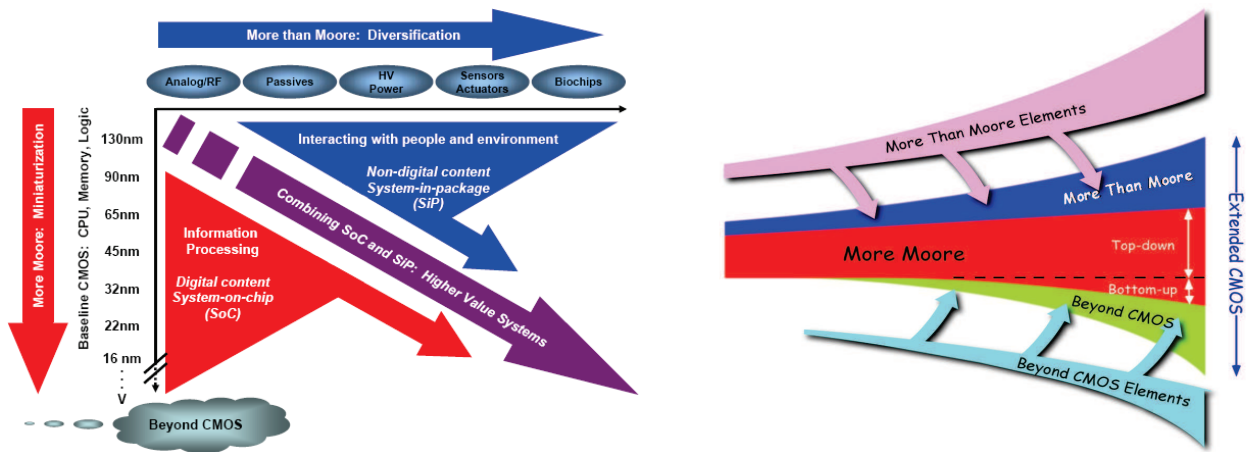 More than Moore: Diversification
Analog/RF
Passives
HV
Power
Sensors
Actuators
Biochips
More Moore: Miniaturization
Baseline CMOS: CPU, Memory, Logic
130nm
90nm
65nm
45nm
32nm
22nm
16 nm
V
Interacting with people and environment
Non-digital content
System-in-package
(SiP)
Combining SoC and SiP: Higher Value Systems
Information
Processing
Digital content
System-on-chip
(SoC)
Beyond CMOS
More Than Moore Elements
More Than Moore
More Moore
Top-down
Bottom-up
Beyond CMOS
Beyond CMOS Elements
Extended CMOS